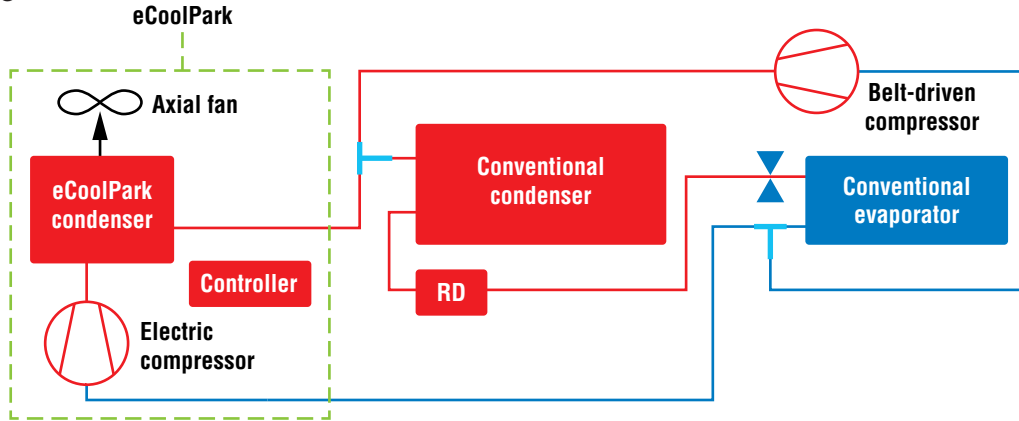 eCoolPark
Axial fan
Belt-driven
compressor
eCoolPark
condenser
Conventional
condenser
Conventional
evaporator
Controller
RD
Electric
compressor